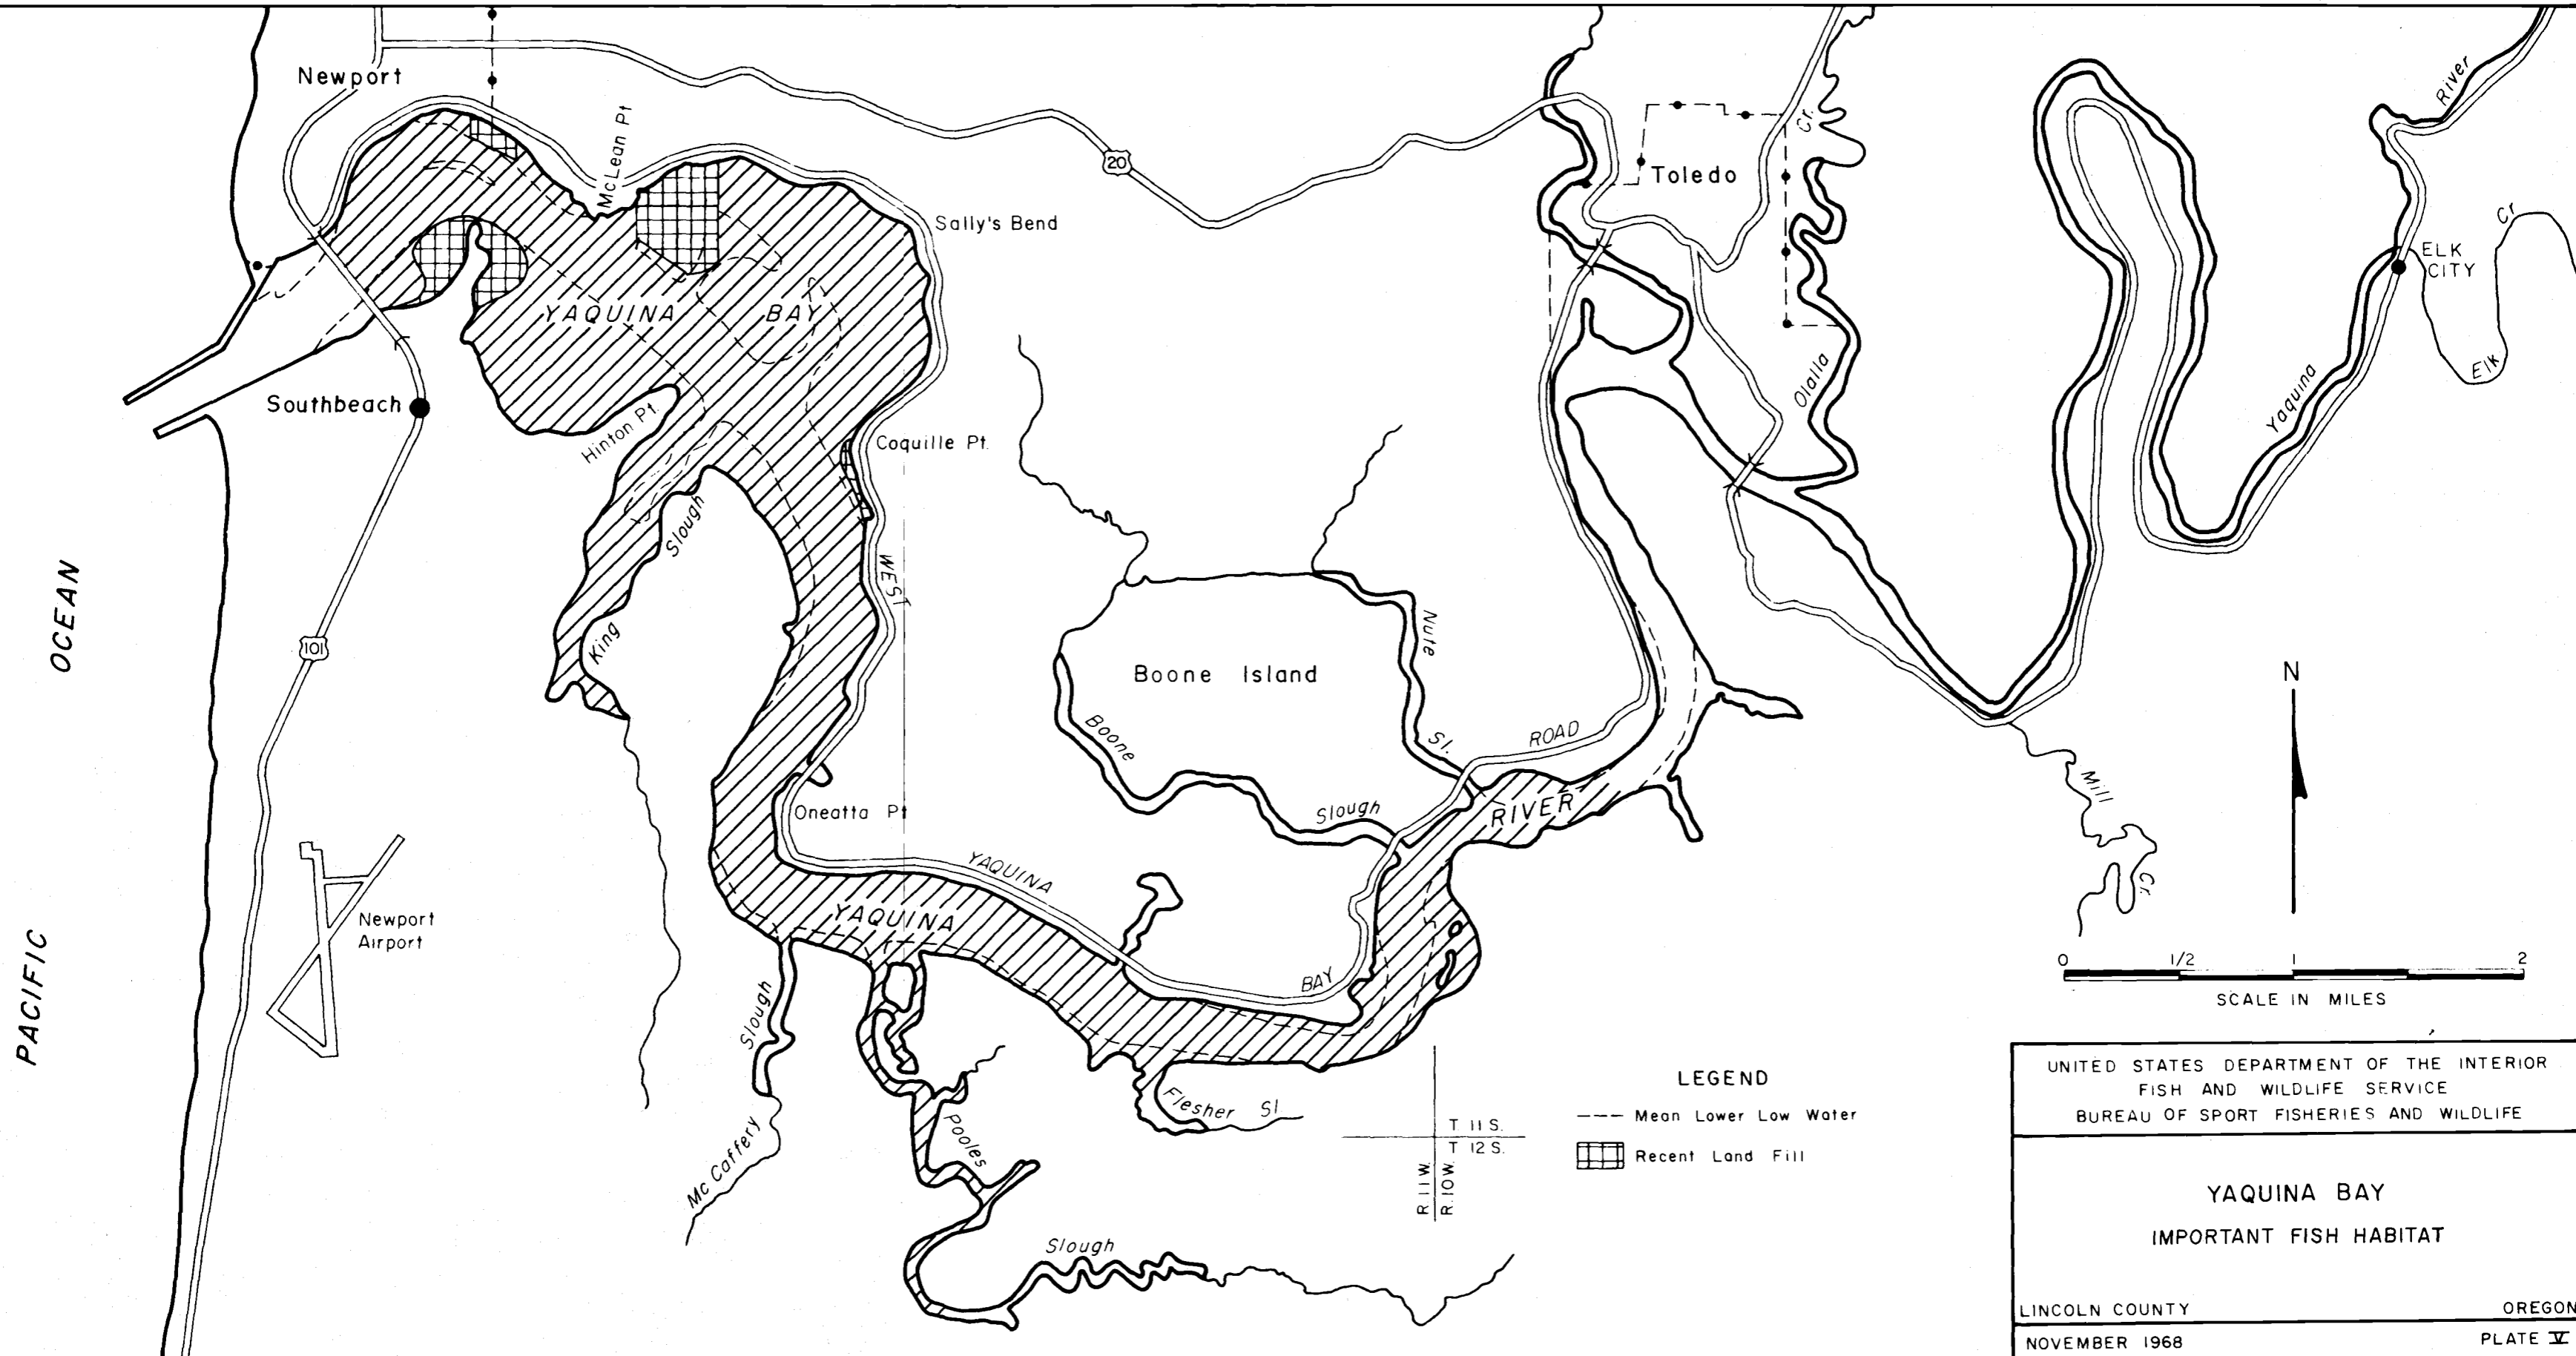 Newport
McLean Pt
20
Toledo
Cr.
River
Sally's Bend
ELK
CITY
Cr
Elk
YAQUINA BAY
Southbeach
Hinton Pt.
Coquille Pt.
Olalla
Yaquina
Slough
King
WEST
OCEAN
101
Boone Island
Nute
Sl.
Boone
Slough
ROAD
RIVER
N
Mill
Cr.
Oneatta Pt
YAQUINA
YAQUINA
BAY
Newport
Airport
PACIFIC
0 1/2 1 2
SCALE IN MILES
Slough
Mc Caffery
Pooles
Slough
Flesher Sl
T 11 S.
T 12 S.
R 11 W.
R. 10 W.
LEGEND
Mean Lower Low Water
Recent Land Fill
UNITED STATES DEPARTMENT OF THE INTERIOR
FISH AND WILDLIFE SERVICE
BUREAU OF SPORT FISHERIES AND WILDLIFE
YAQUINA BAY
IMPORTANT FISH HABITAT
LINCOLN COUNTY OREGON
NOVEMBER 1968 PLATE V